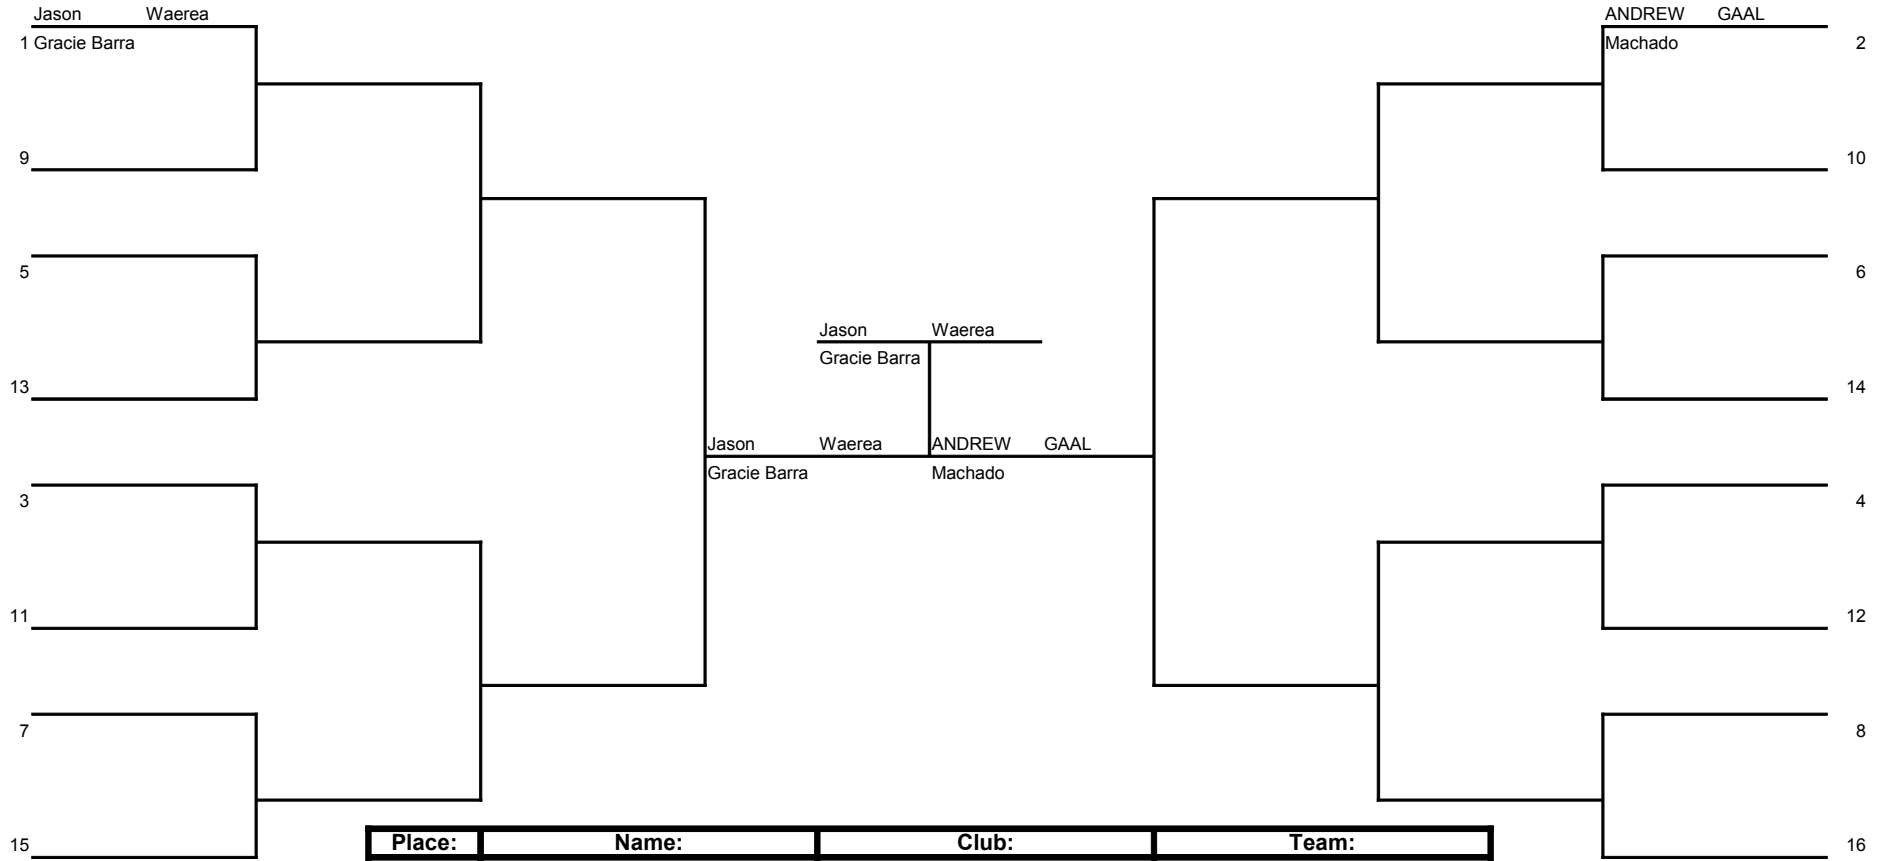 Jason Waerea
1 Gracie Barra
9
5
13
3
11
7
15
Jason Waerea
Gracie Barra
Jason Waerea ANDREW GAAL
Gracie Barra Machado
ANDREW GAAL
Machado 2
10
6
14
4
12
8
16
Place: Name: Club: Team: